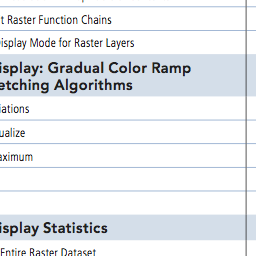 t Raster Function Chains
isplay Mode for Raster Layers
isplay: Gradual Color Ramp
etching Algorithms
iations
ualize
aximum
isplay Statistics
Entire Raster Dataset